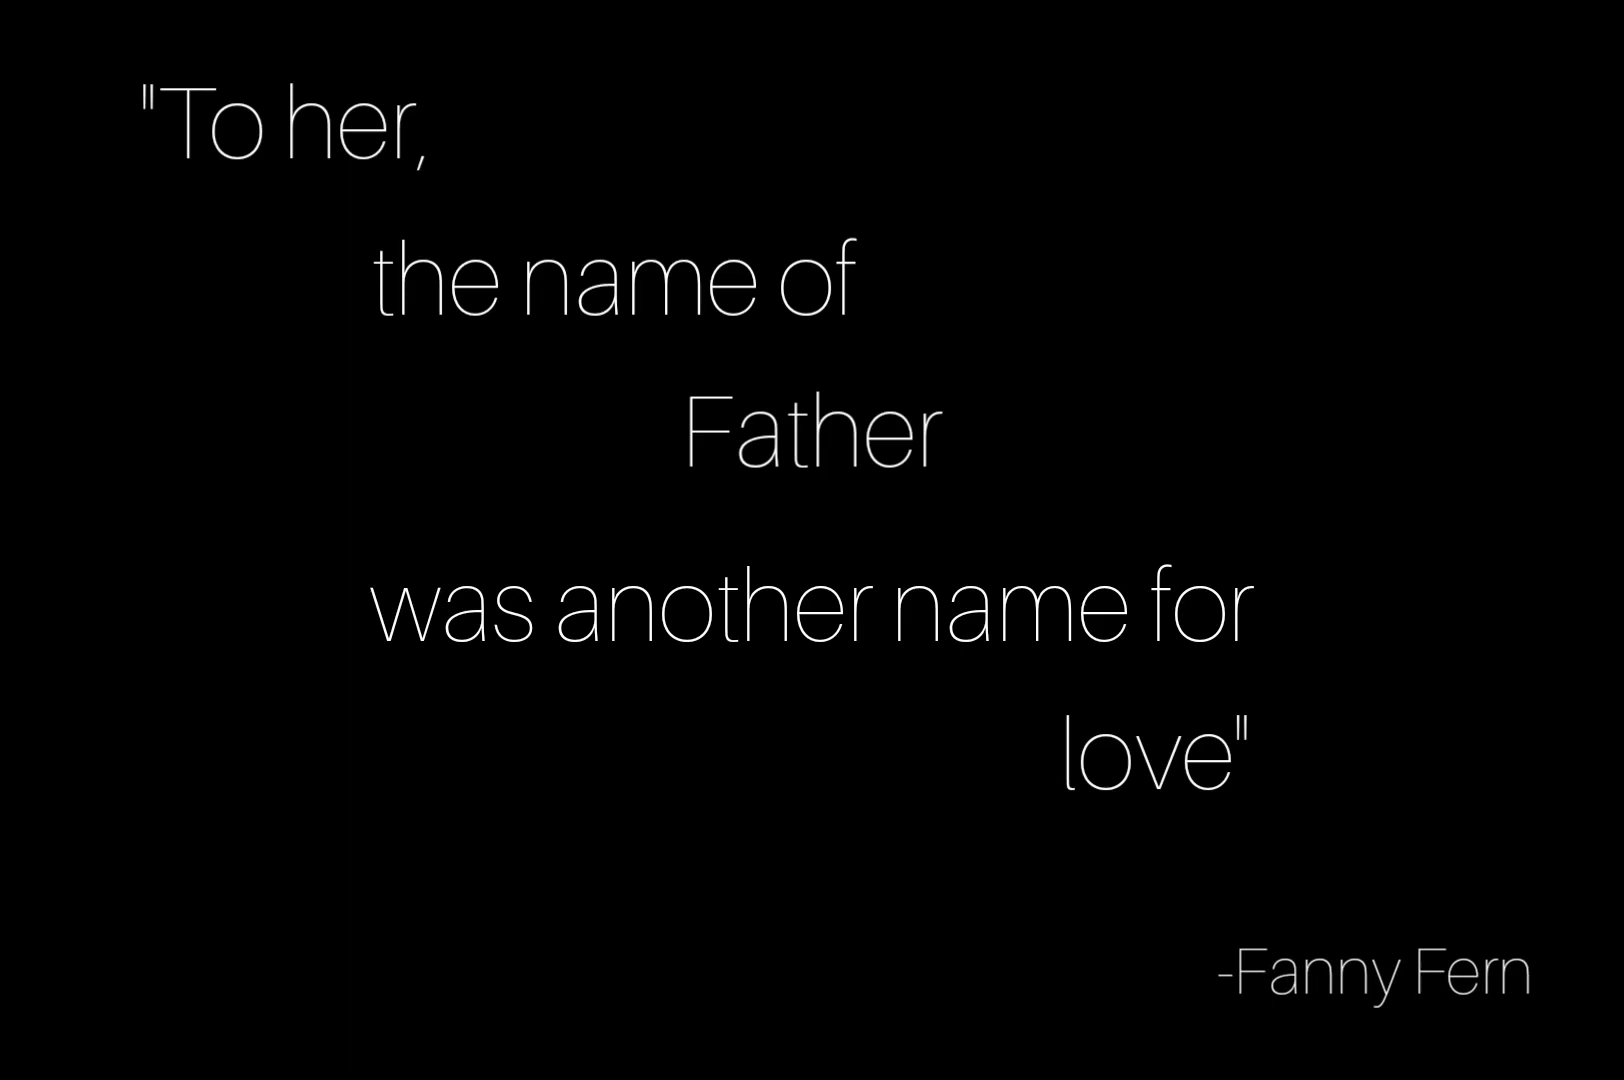 "To her,
the name of
Father
was another name for
love"
-Fanny Fern